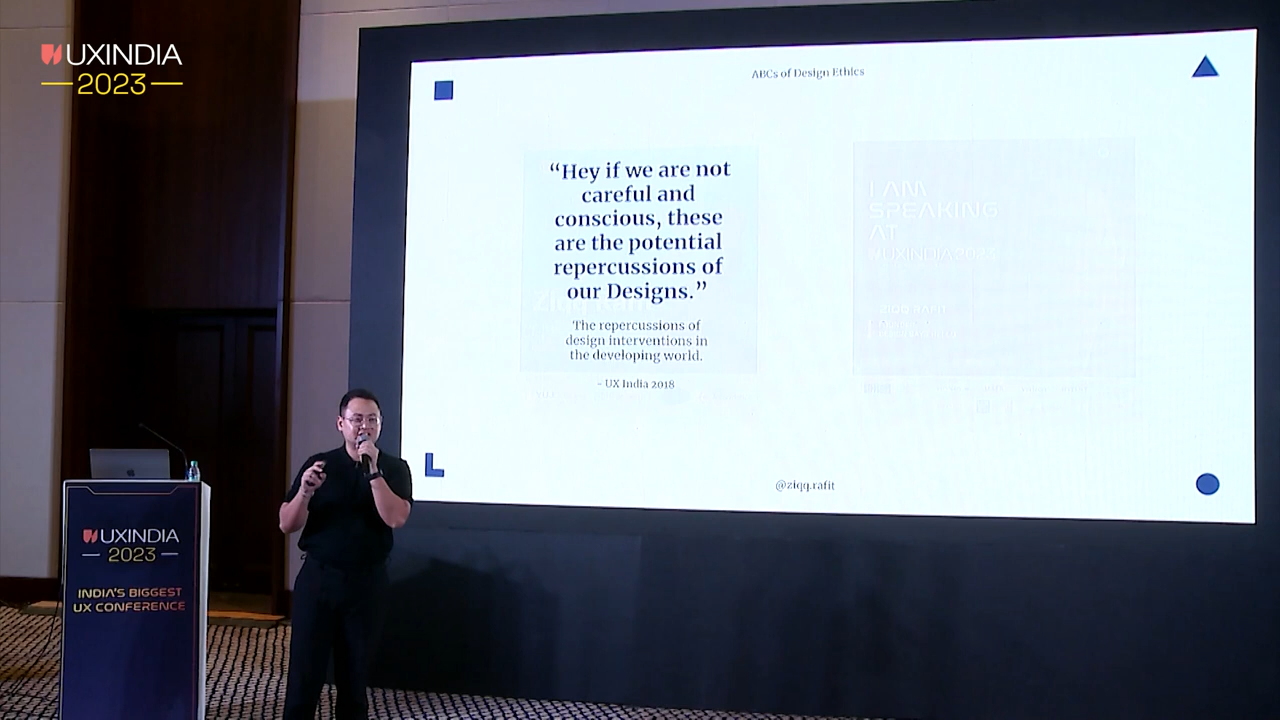 UXINDIA
2023
ABCs of Design Ethics
“Hey if we are not
careful and
conscious, these
are the potential
repercussions of
our Designs.”
The repercussions of
design interventions in
the developing world.
- UX India 2018
I AM
SPEAKING
AT
ZIQQ RAFIT
@ziqq.rafit
UXINDIA
2023
INDIA'S BIGGEST
UX CONFERENCE